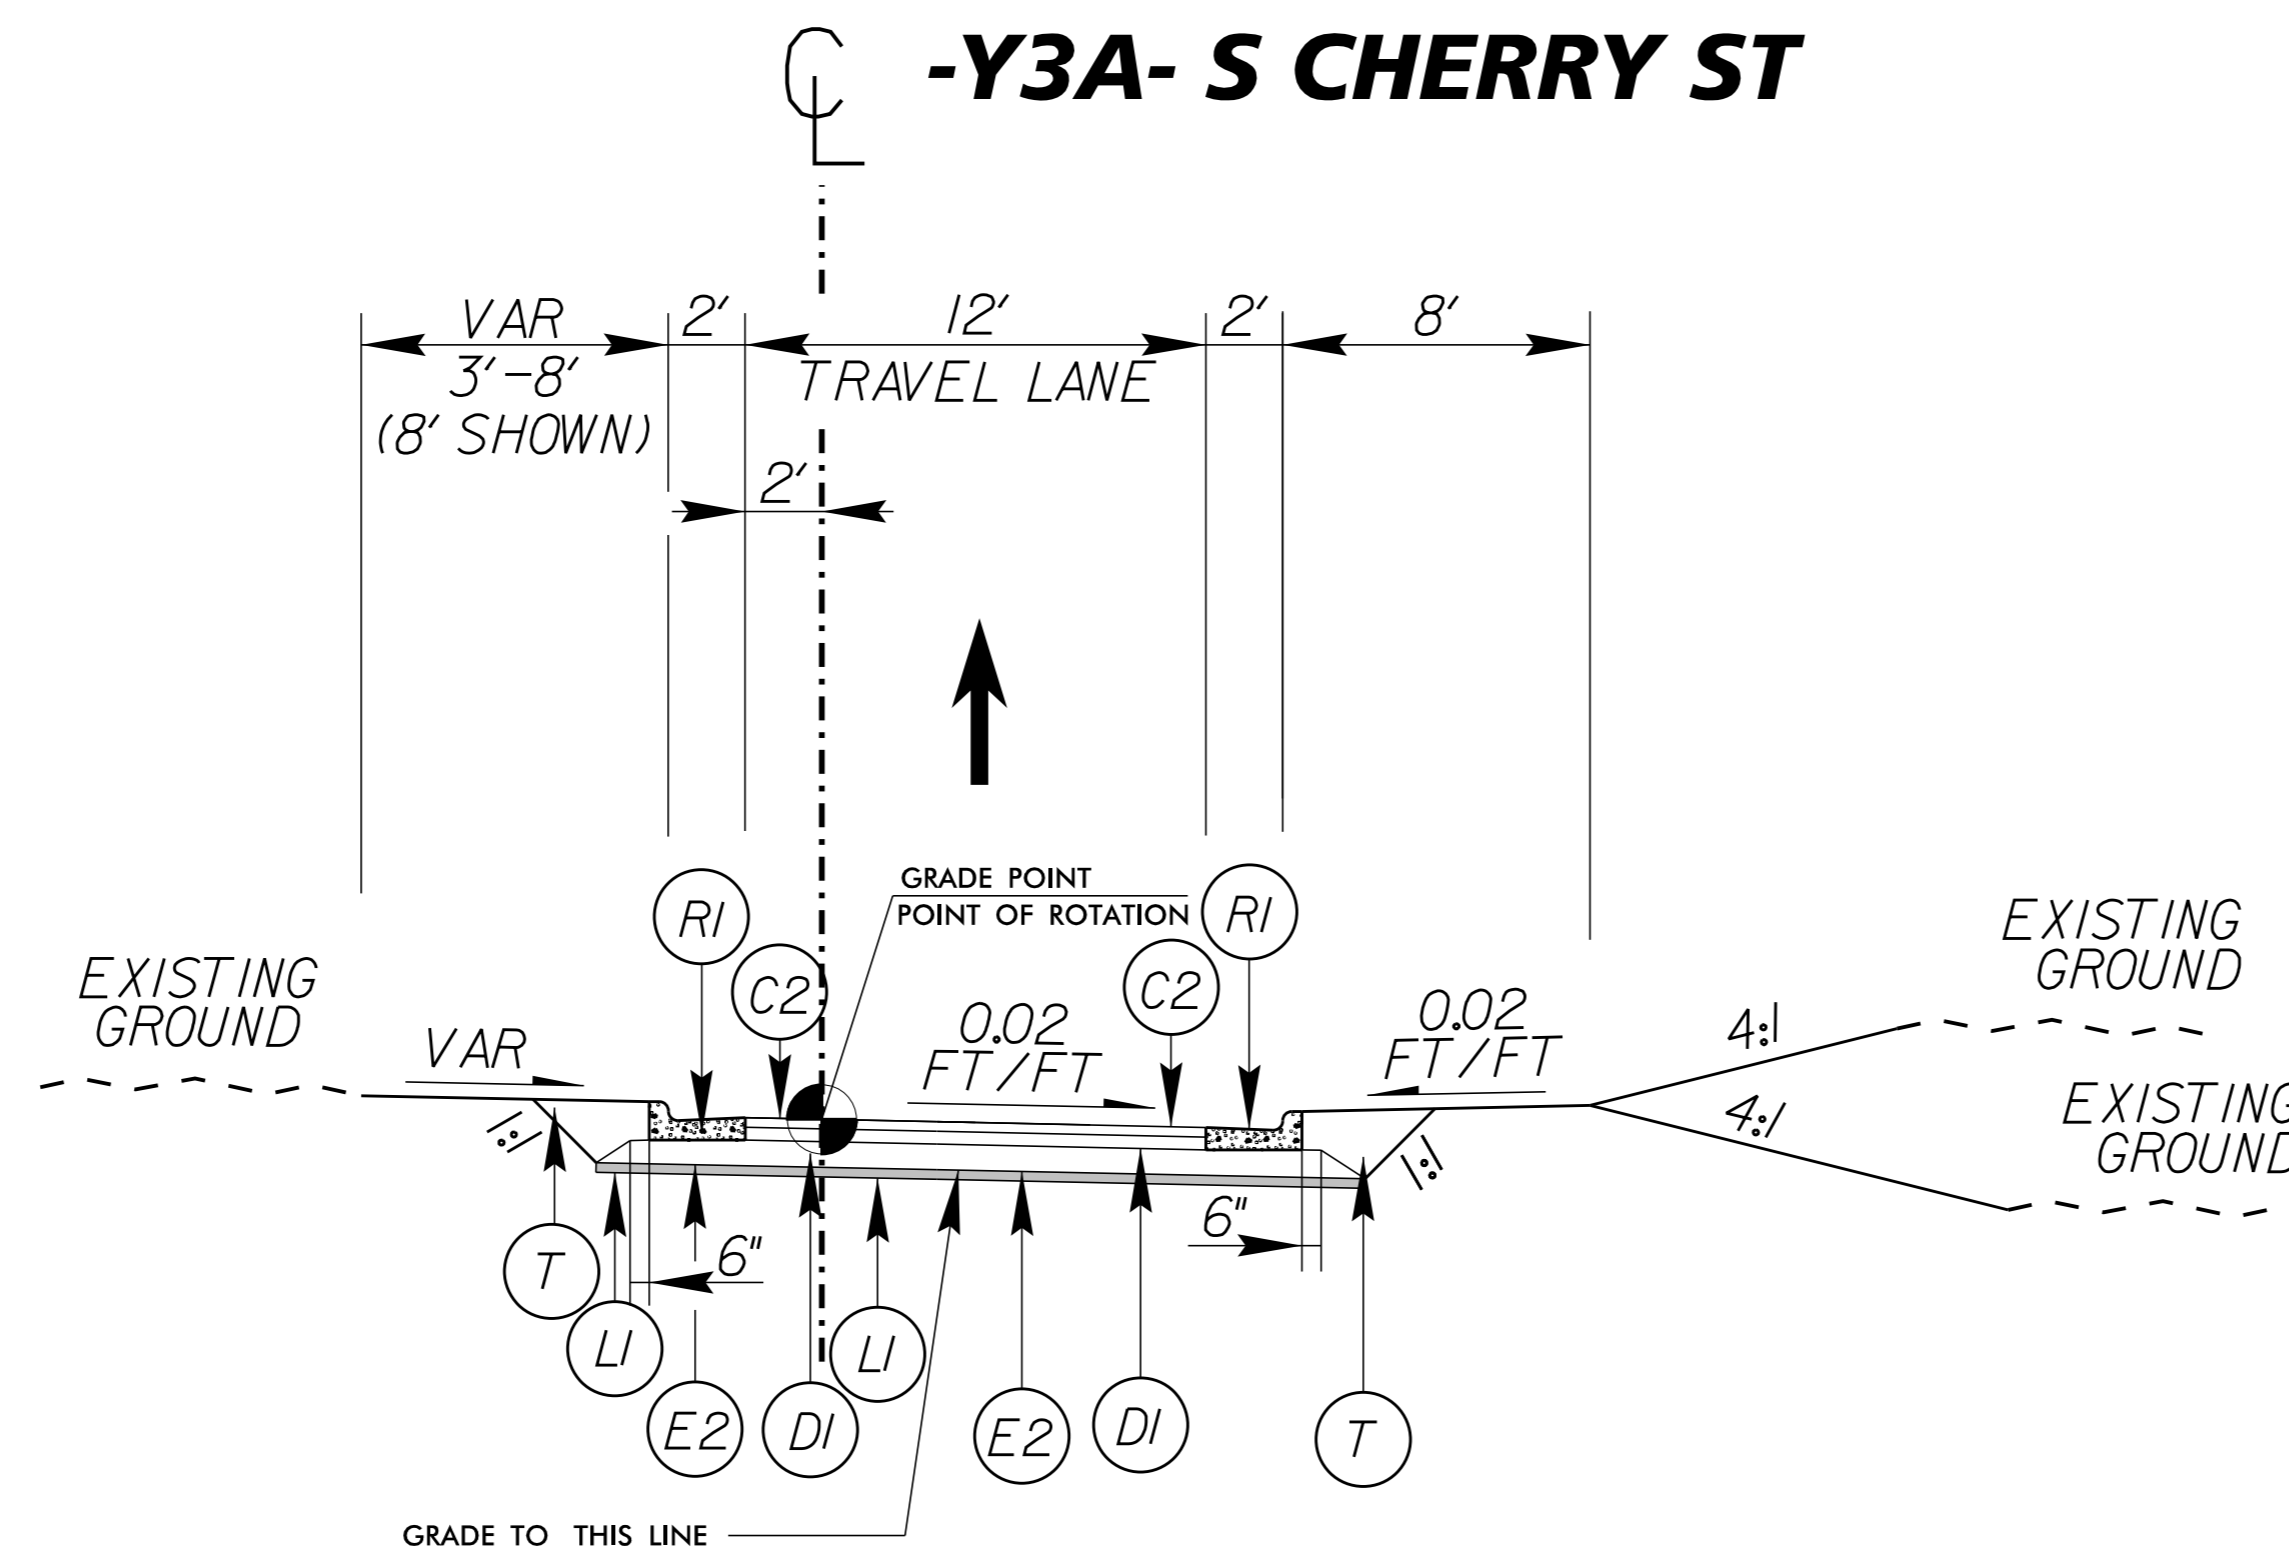 CL -Y3A- S CHERRY ST
VAR 2' 12' 2' 8'
3'-8' TRAVEL LANE
(8' SHOWN)
2'
GRADE POINT
POINT OF ROTATION
R1 R1
C2 C2
EXISTING
GROUND
EXISTING
GROUND
VAR
0.02
FT/FT
0.02
FT/FT
4:1
4:1
EXISTING
GROUND
1:1 1:1
6" 6"
T
L1 L1
E2 D1 E2 D1 T
GRADE TO THIS LINE